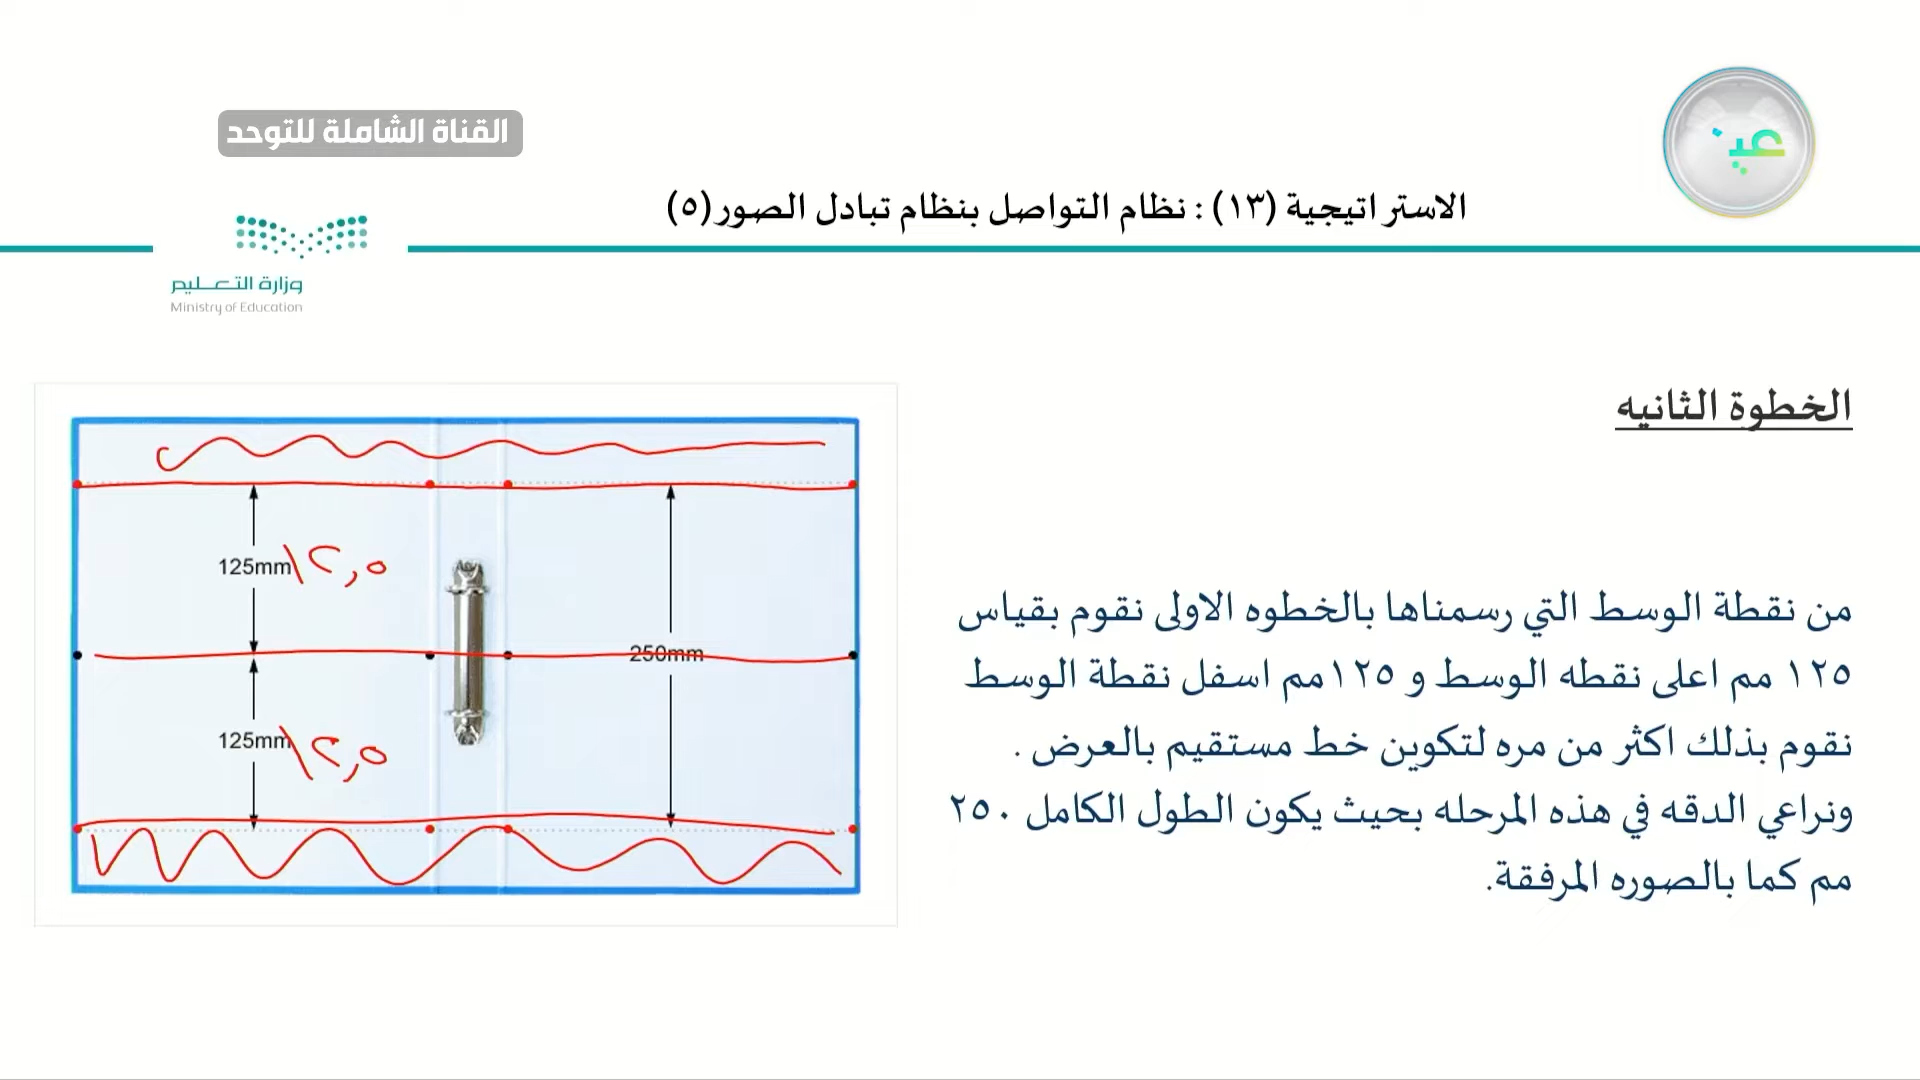 القناة الشاملة للتوحد
عين
الاستراتيجية (١٣) : نظام التواصل بنظام تبادل الصور(٥)
وزارة التعليم
Ministry of Education
الخطوة الثانيه
من نقطة الوسط التي رسمناها بالخطوه الاولى نقوم بقياس
١٢٥ مم اعلى نقطه الوسط و ١٢٥مم اسفل نقطة الوسط
نقوم بذلك اكثر من مره لتكوين خط مستقيم بالعرض .
ونراعي الدقه في هذه المرحله بحيث يكون الطول الكامل ٢٥٠
مم كما بالصوره المرفقة.
125mm ١٢,٥
250mm
125mm ١٢,٥